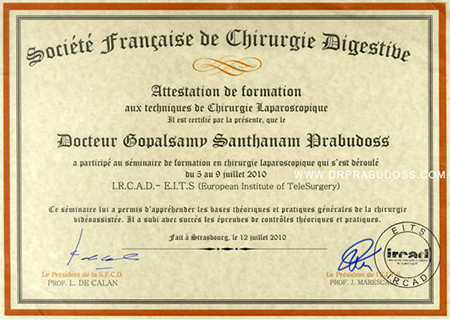 Société Française de Chirurgie Digestive
Attestation de formation
aux techniques de Chirurgie Laparoscopique
Il est certifié par la présente, que le
Docteur Gopalsamy Santhanam Prabudoss
a participé au séminaire de formation en chirurgie laparoscopique qui s'est déroulé
WWW.DRPRABUDOSS.COM
du 5 au 9 juillet 2010
I.R.C.A.D.- E.I.T.S (European Institute of TeleSurgery)
Ce séminaire lui a permis d'appréhender les bases théoriques et pratiques générales de la chirurgie
vidéoassistée. Il a subi avec succès les épreuves de contrôles théoriques et pratiques.
Fait à Strasbourg, le 12 juillet 2010
EITS
ircad
IRCAD
Le Président de la S.F.C.D.
PROF. L. DE CALAN
Le Président de l'
PROF. J. MARESCA